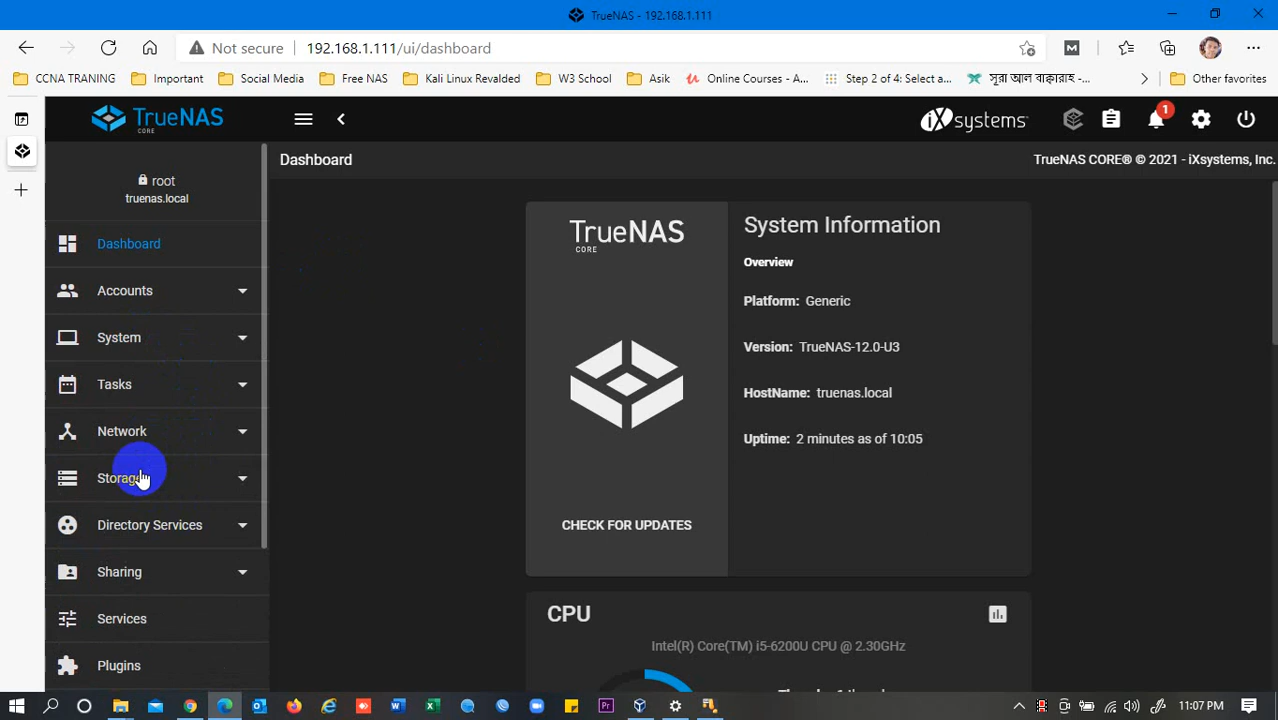 TrueNAS - 192.168.1.111
Not secure 192.168.1.111/ui/dashboard
CCNA TRANING Important Social Media Free NAS Kali Linux Revalded W3 School Asik Online Courses - A... Step 2 of 4: Select a... সূরা আল বাক্বারাহ -... Other favorites
TrueNAS
CORE
iXsystems
1
root
truenas.local
Dashboard
TrueNAS CORE® © 2021 - iXsystems, Inc.
Dashboard
Accounts
System
Tasks
Network
Storage
Directory Services
Sharing
Services
Plugins
TrueNAS
CORE
CHECK FOR UPDATES
System Information
Overview
Platform: Generic
Version: TrueNAS-12.0-U3
HostName: truenas.local
Uptime: 2 minutes as of 10:05
CPU
Intel(R) Core(TM) i5-6200U CPU @ 2.30GHz
11:07 PM